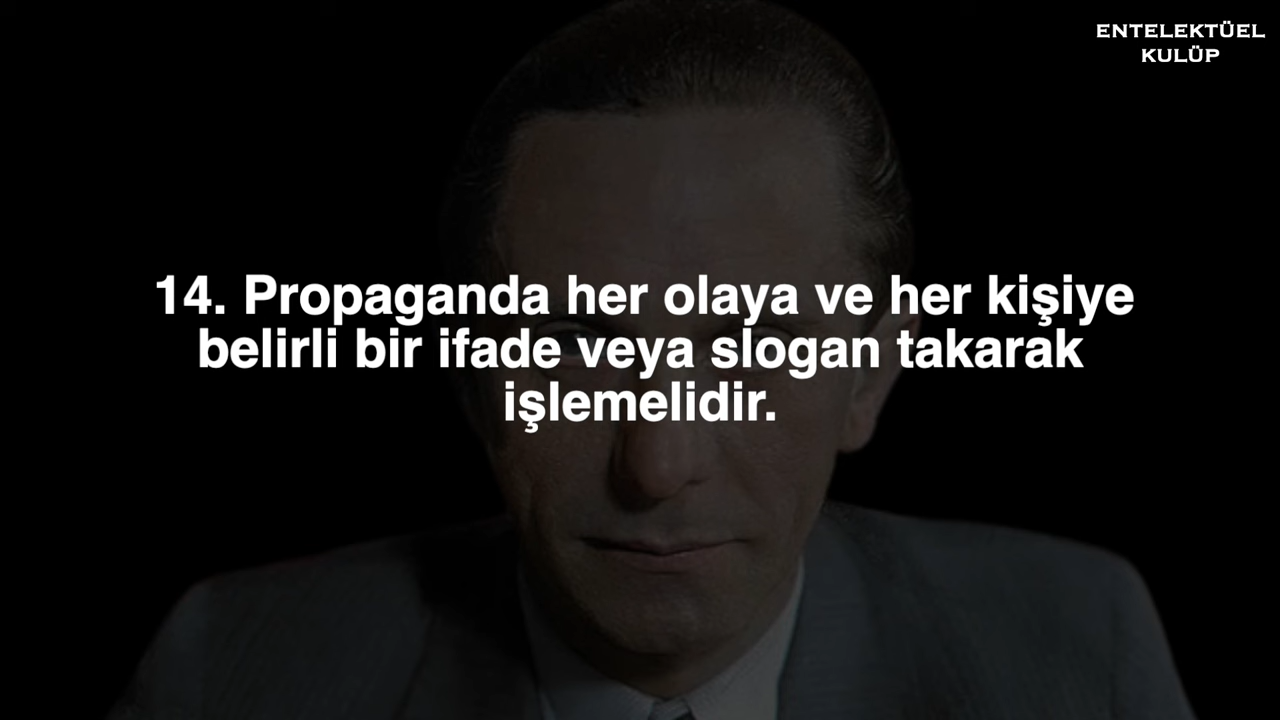 ENTELEKTÜEL
KULÜP
14. Propaganda her olaya ve her kişiye
belirli bir ifade veya slogan takarak
işlemelidir.